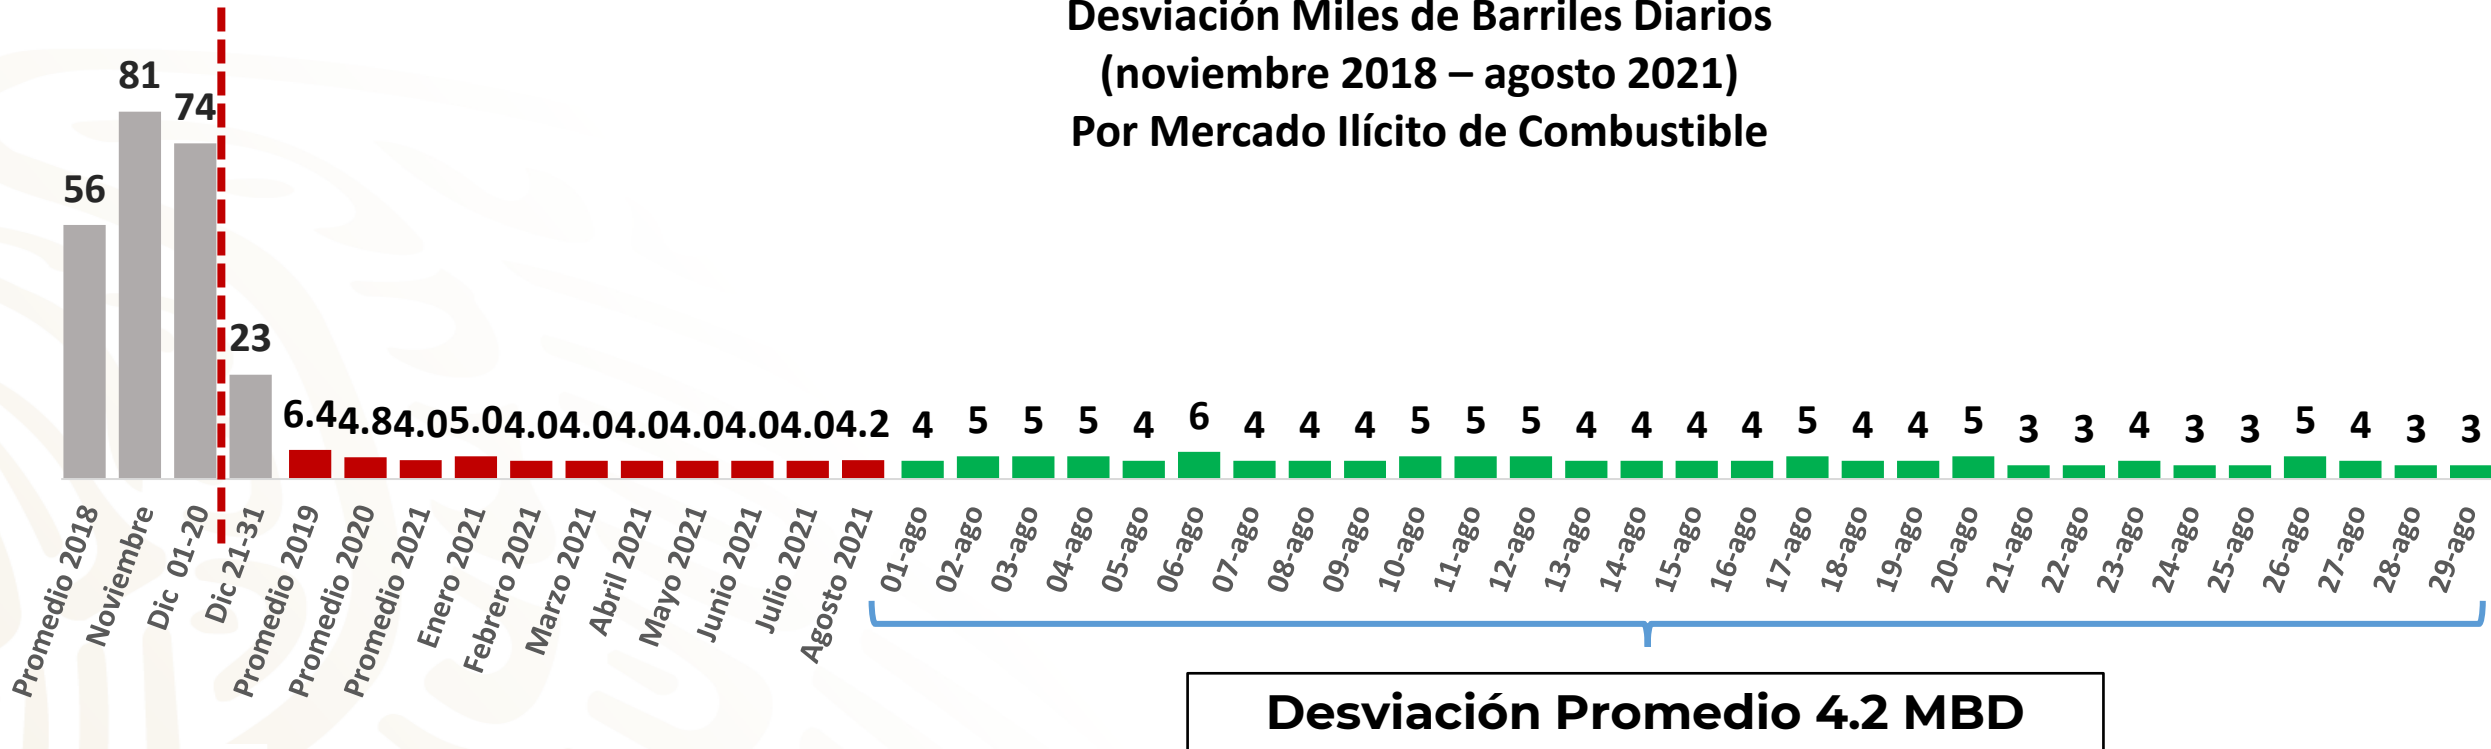 Desviación Miles de Barriles Diarios
(noviembre 2018 – agosto 2021)
Por Mercado Ilícito de Combustible
56
81
74
23
6.4 4.8 4.0 5.0 4.0 4.0 4.0 4.0 4.0 4.0 4.2 4 5 5 5 4 6 4 4 4 5 5 5 4 4 4 4 5 4 4 5 3 3 4 3 3 5 4 3 3
Promedio 2018
Noviembre
Dic 01-20
Dic 21-31
Promedio 2019
Promedio 2020
Promedio 2021
Enero 2021
Febrero 2021
Marzo 2021
Abril 2021
Mayo 2021
Junio 2021
Julio 2021
Agosto 2021
01-ago
02-ago
03-ago
04-ago
05-ago
06-ago
07-ago
08-ago
09-ago
10-ago
11-ago
12-ago
13-ago
14-ago
15-ago
16-ago
17-ago
18-ago
19-ago
20-ago
21-ago
22-ago
23-ago
24-ago
25-ago
26-ago
27-ago
28-ago
29-ago
Desviación Promedio 4.2 MBD